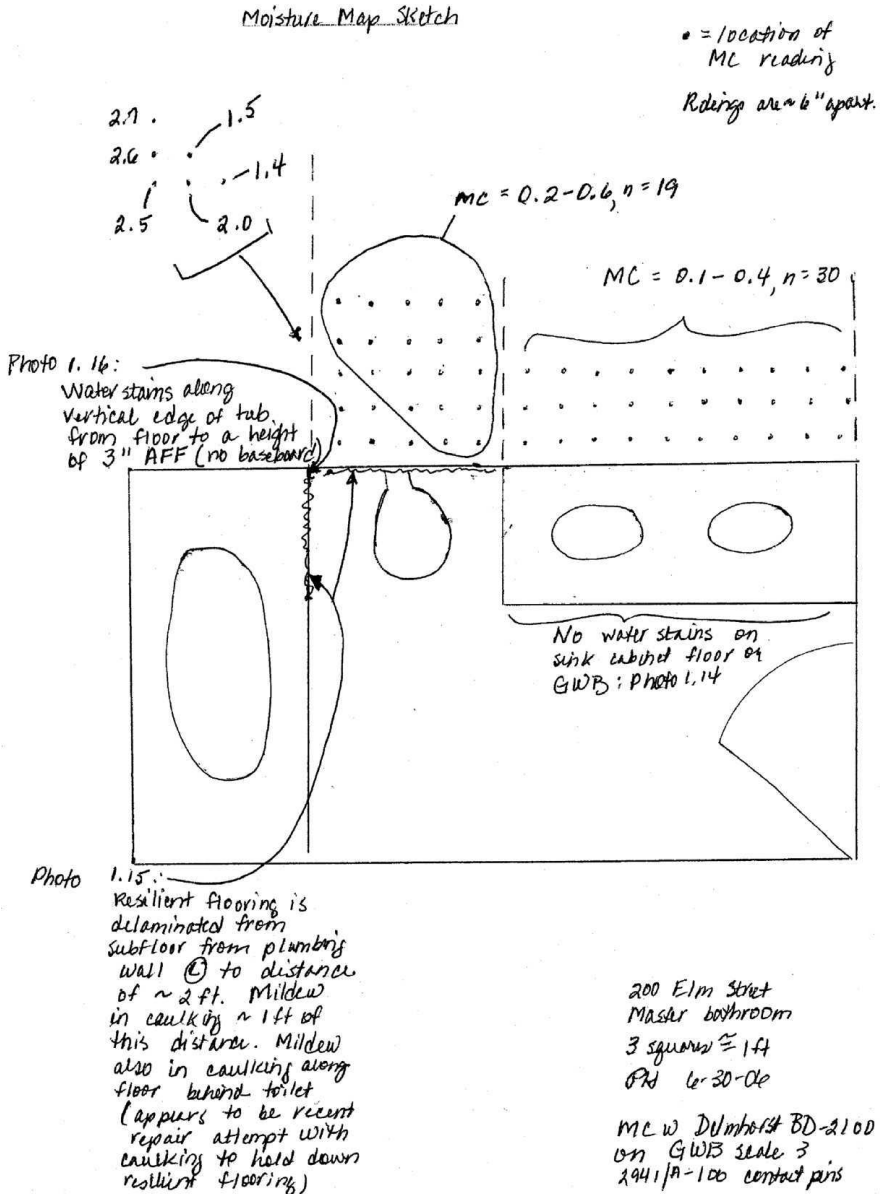 Moisture Map Sketch
• = location of
MC reading
Rdings are ~ 6" apart.
2.7
1.5
2.6
1.4
2.5
2.0
MC = 0.2-0.6, n = 19
MC = 0.1-0.4, n = 30
Photo 1.16:
Water stains along
vertical edge of tub,
from floor to a height
of 3" AFF (no baseboard)
No water stains on
sink cabinet floor or
GWB; Photo 1.14
Photo 1.15:
Resilient flooring is
delaminated from
subfloor from plumbing
wall to distance
of ~ 2 ft. Mildew
in caulking ~ 1 ft of
this distance. Mildew
also in caulking along
floor behind toilet
(appears to be recent
repair attempt with
caulking to hold down
resilient flooring)
200 Elm Street
Master bathroom
3 squares ≅ 1 ft
6-30-06
MC w Delmhorst BD-2100
on GWB scale 3
2941/A-100 contact pins